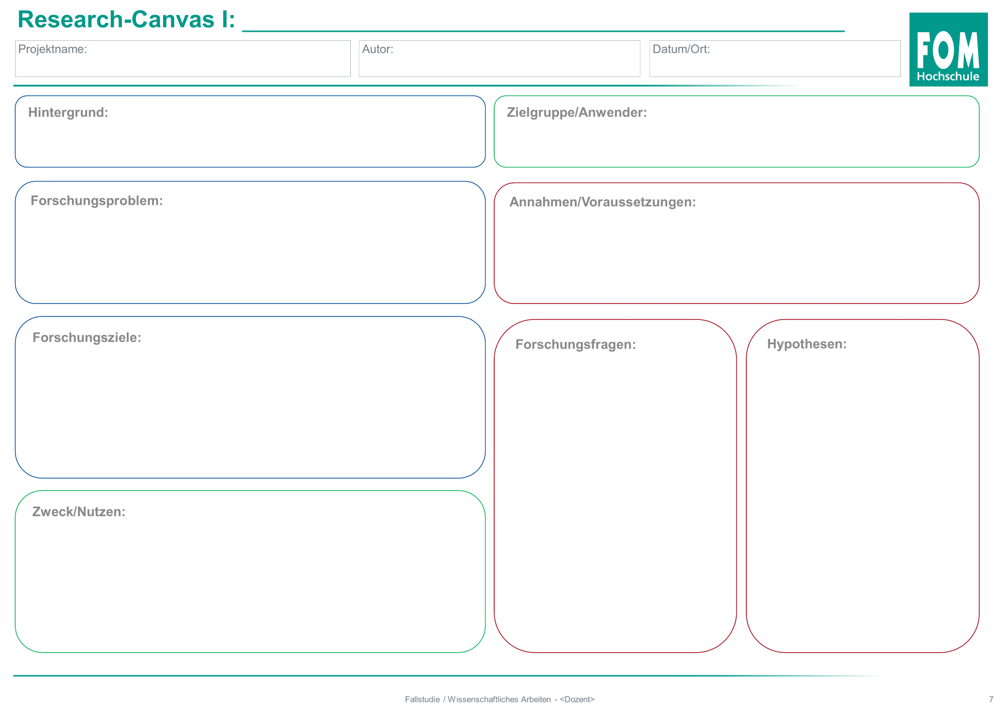 Research-Canvas I:
Projektname:
Autor:
Datum/Ort:
FOM
Hochschule
Hintergrund:
Zielgruppe/Anwender:
Forschungsproblem:
Annahmen/Voraussetzungen:
Forschungsziele:
Forschungsfragen:
Hypothesen:
Zweck/Nutzen:
Fallstudie / Wissenschaftliches Arbeiten - <Dozent>
7